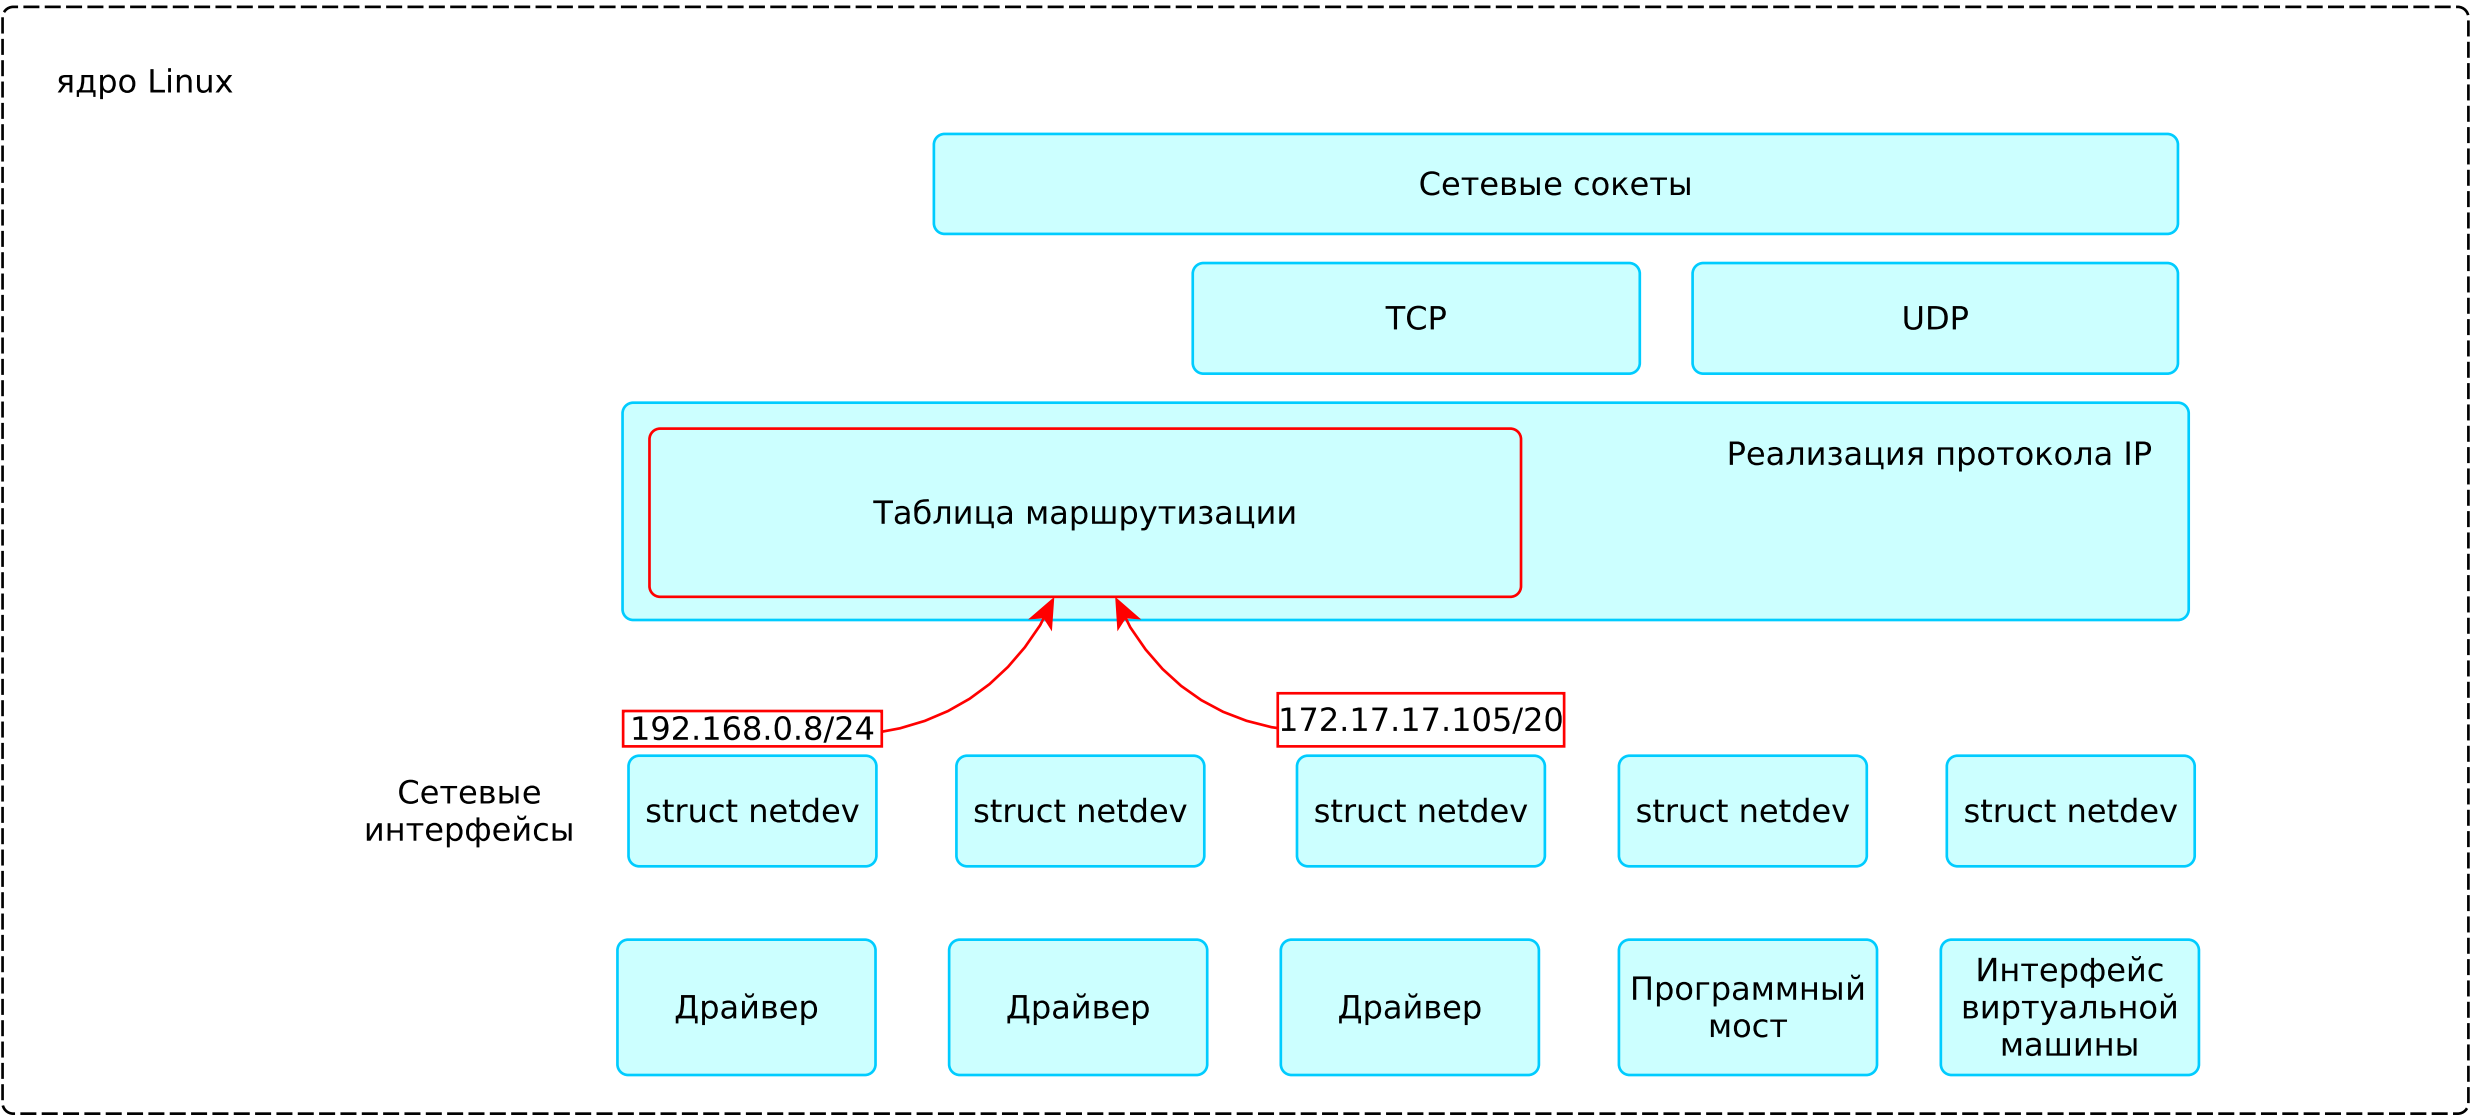 ядро Linux
Сетевые сокеты
TCP
UDP
Реализация протокола IP
Таблица маршрутизации
192.168.0.8/24
172.17.17.105/20
Сетевые
интерфейсы
struct netdev
struct netdev
struct netdev
struct netdev
struct netdev
Драйвер
Драйвер
Драйвер
Программный
мост
Интерфейс
виртуальной
машины